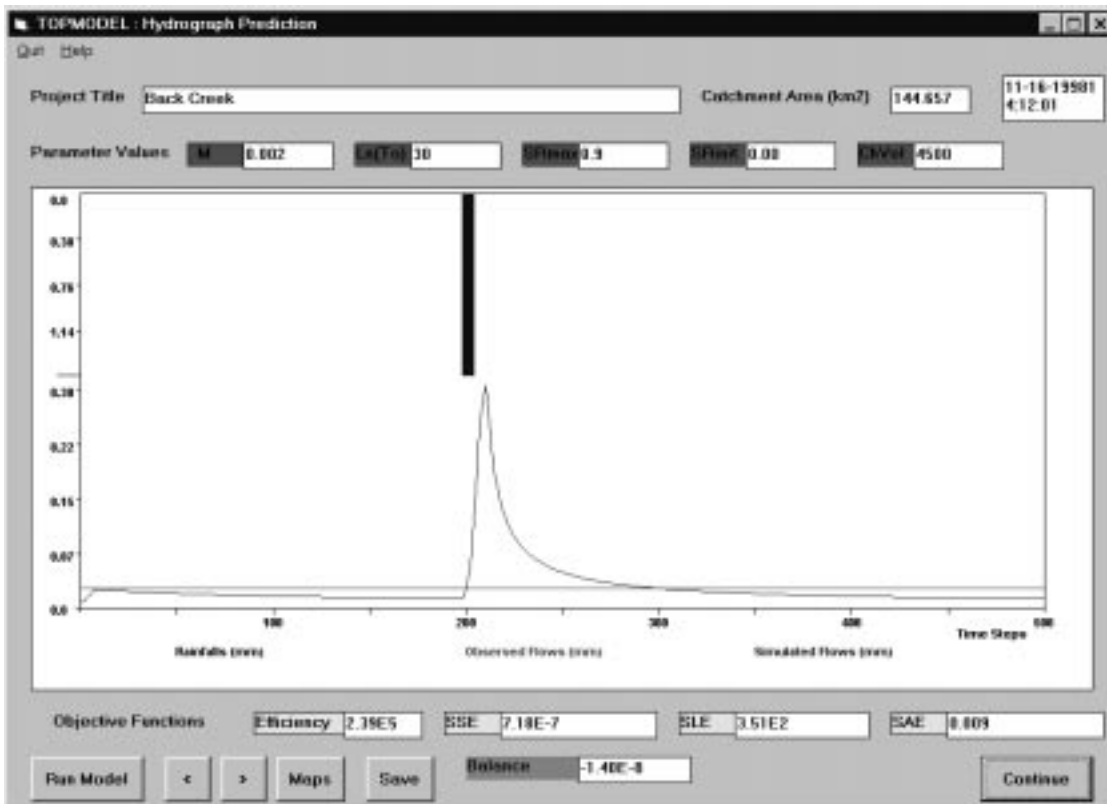 TOPMODEL : Hydrograph Prediction
Quit Help
Project Title Back Creek Catchment Area (km2) 144.657 11-16-19981
4:12:01
Parameter Values M 0.002 Ln(To) 30 SRmax 0.9 SRinit 0.00 ChVel 4500
0.0
0.38
0.76
1.14
0.30
0.22
0.15
0.07
0.0
100 200 300 400 500
Time Steps
Rainfalls (mm) Observed Flows (mm) Simulated Flows (mm)
Objective Functions Efficiency 2.39E5 SSE 7.18E-7 SLE 3.51E2 SAE 0.009
Run Model < > Maps Save Balance -1.40E-8 Continue